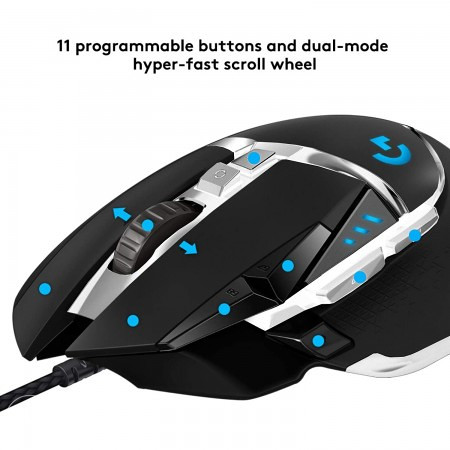 11 programmable buttons and dual-mode
hyper-fast scroll wheel
G